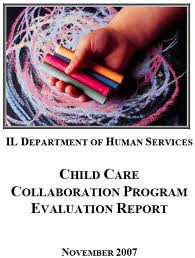 IL DEPARTMENT OF HUMAN SERVICES
CHILD CARE
COLLABORATION PROGRAM
EVALUATION REPORT
NOVEMBER 2007